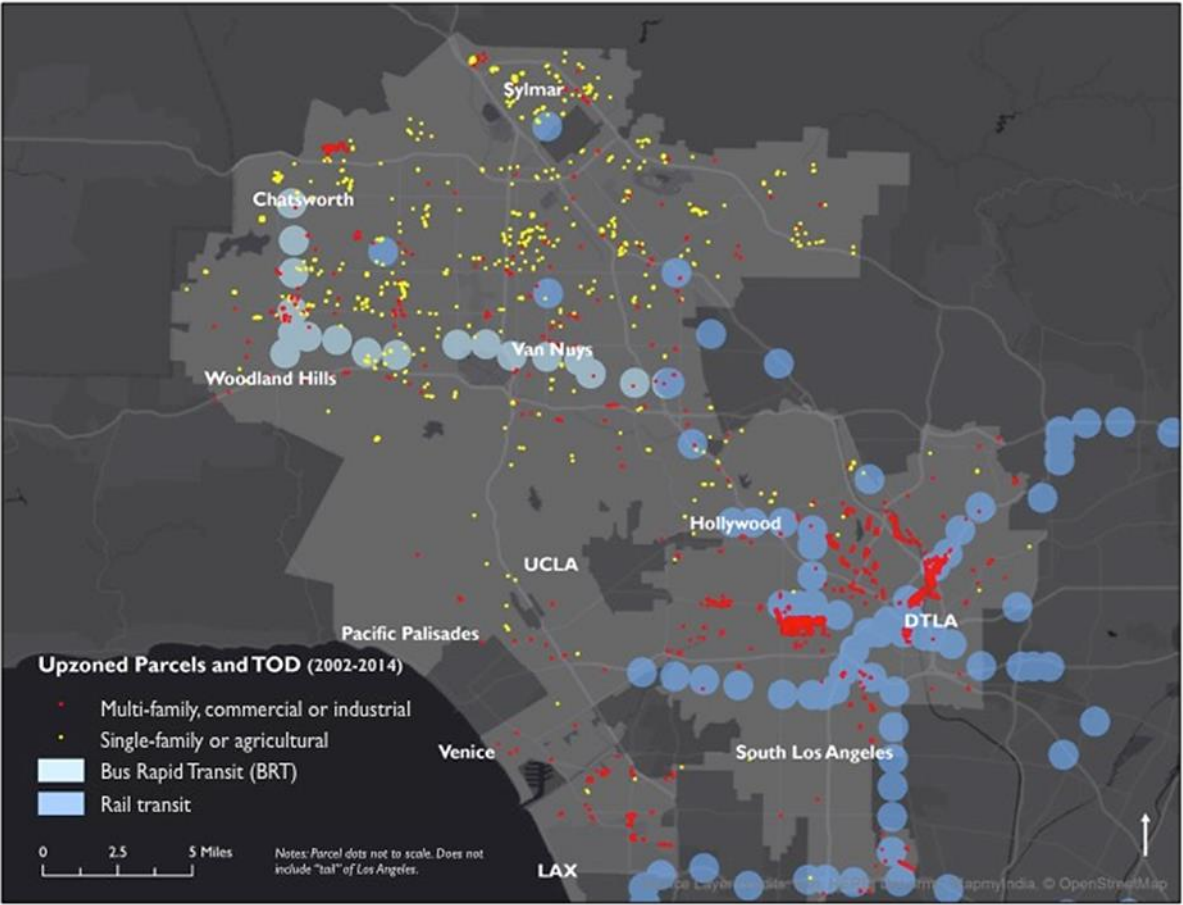 Sylmar
Chatsworth
Van Nuys
Woodland Hills
Hollywood
UCLA
DTLA
Pacific Palisades
Upzoned Parcels and TOD (2002-2014)
Multi-family, commercial or industrial
Single-family or agricultural
Venice
South Los Angeles
Bus Rapid Transit (BRT)
Rail transit
0 2.5 5 Miles
Notes: Parcel dots not to scale. Does not
include "tail" of Los Angeles.
LAX
MapmyIndia, © OpenStreetMap